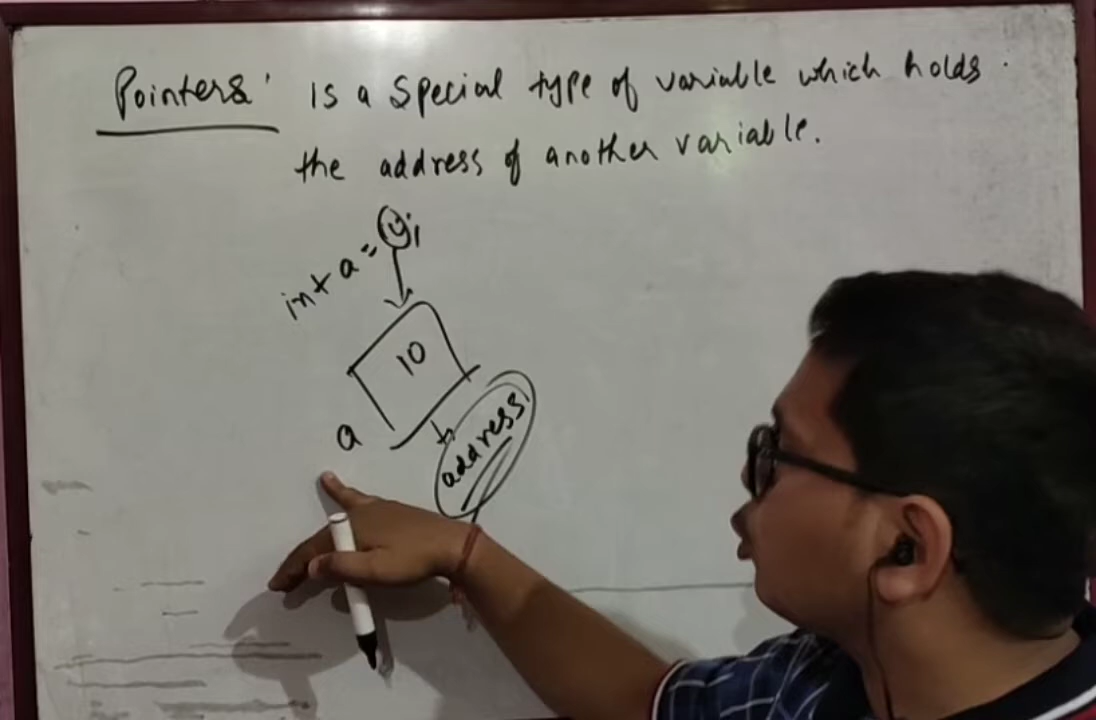 Pointers is a special type of variable which holds
the address of another variable.
int a =
10
a
address